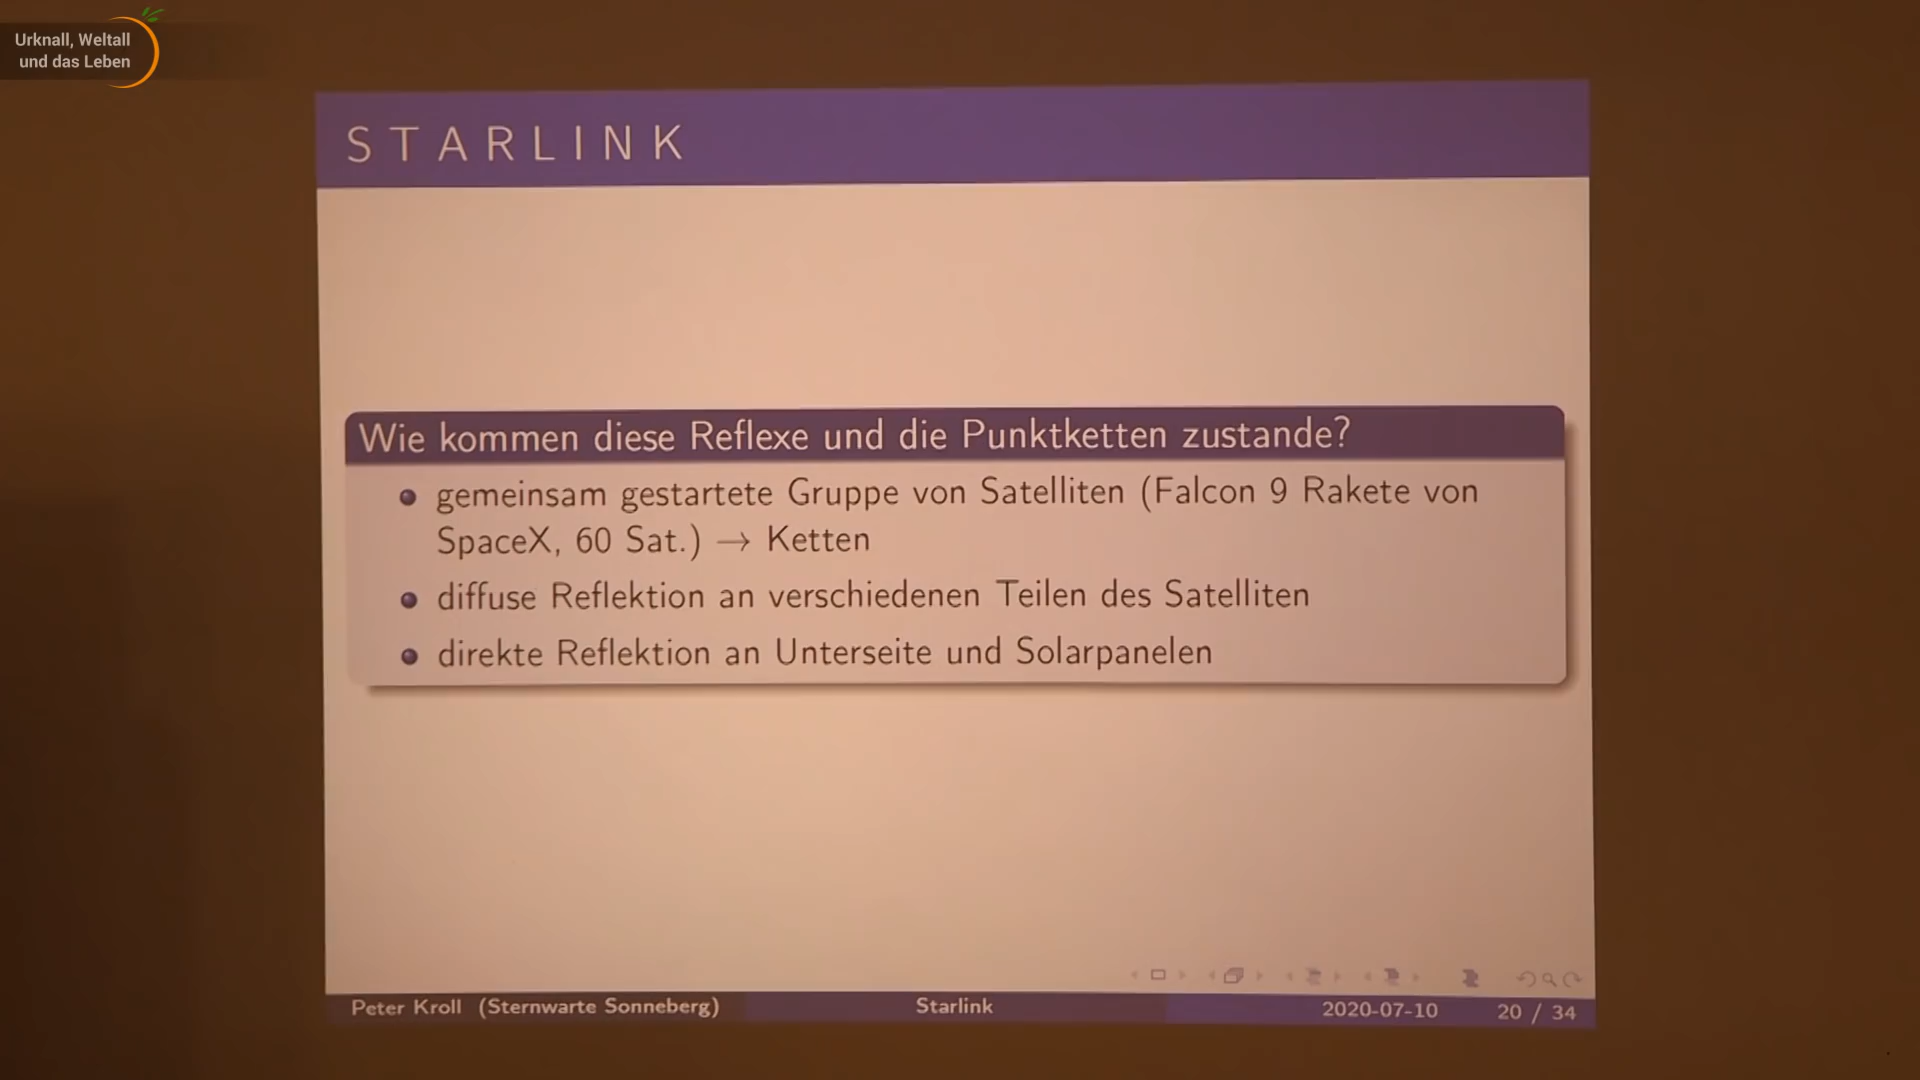 Urknall, Weltall
und das Leben
STARLINK
Wie kommen diese Reflexe und die Punktketten zustande?
gemeinsam gestartete Gruppe von Satelliten (Falcon 9 Rakete von
SpaceX, 60 Sat.) → Ketten
diffuse Reflektion an verschiedenen Teilen des Satelliten
direkte Reflektion an Unterseite und Solarpanelen
Peter Kroll (Sternwarte Sonneberg) Starlink 2020-07-10 20 / 34